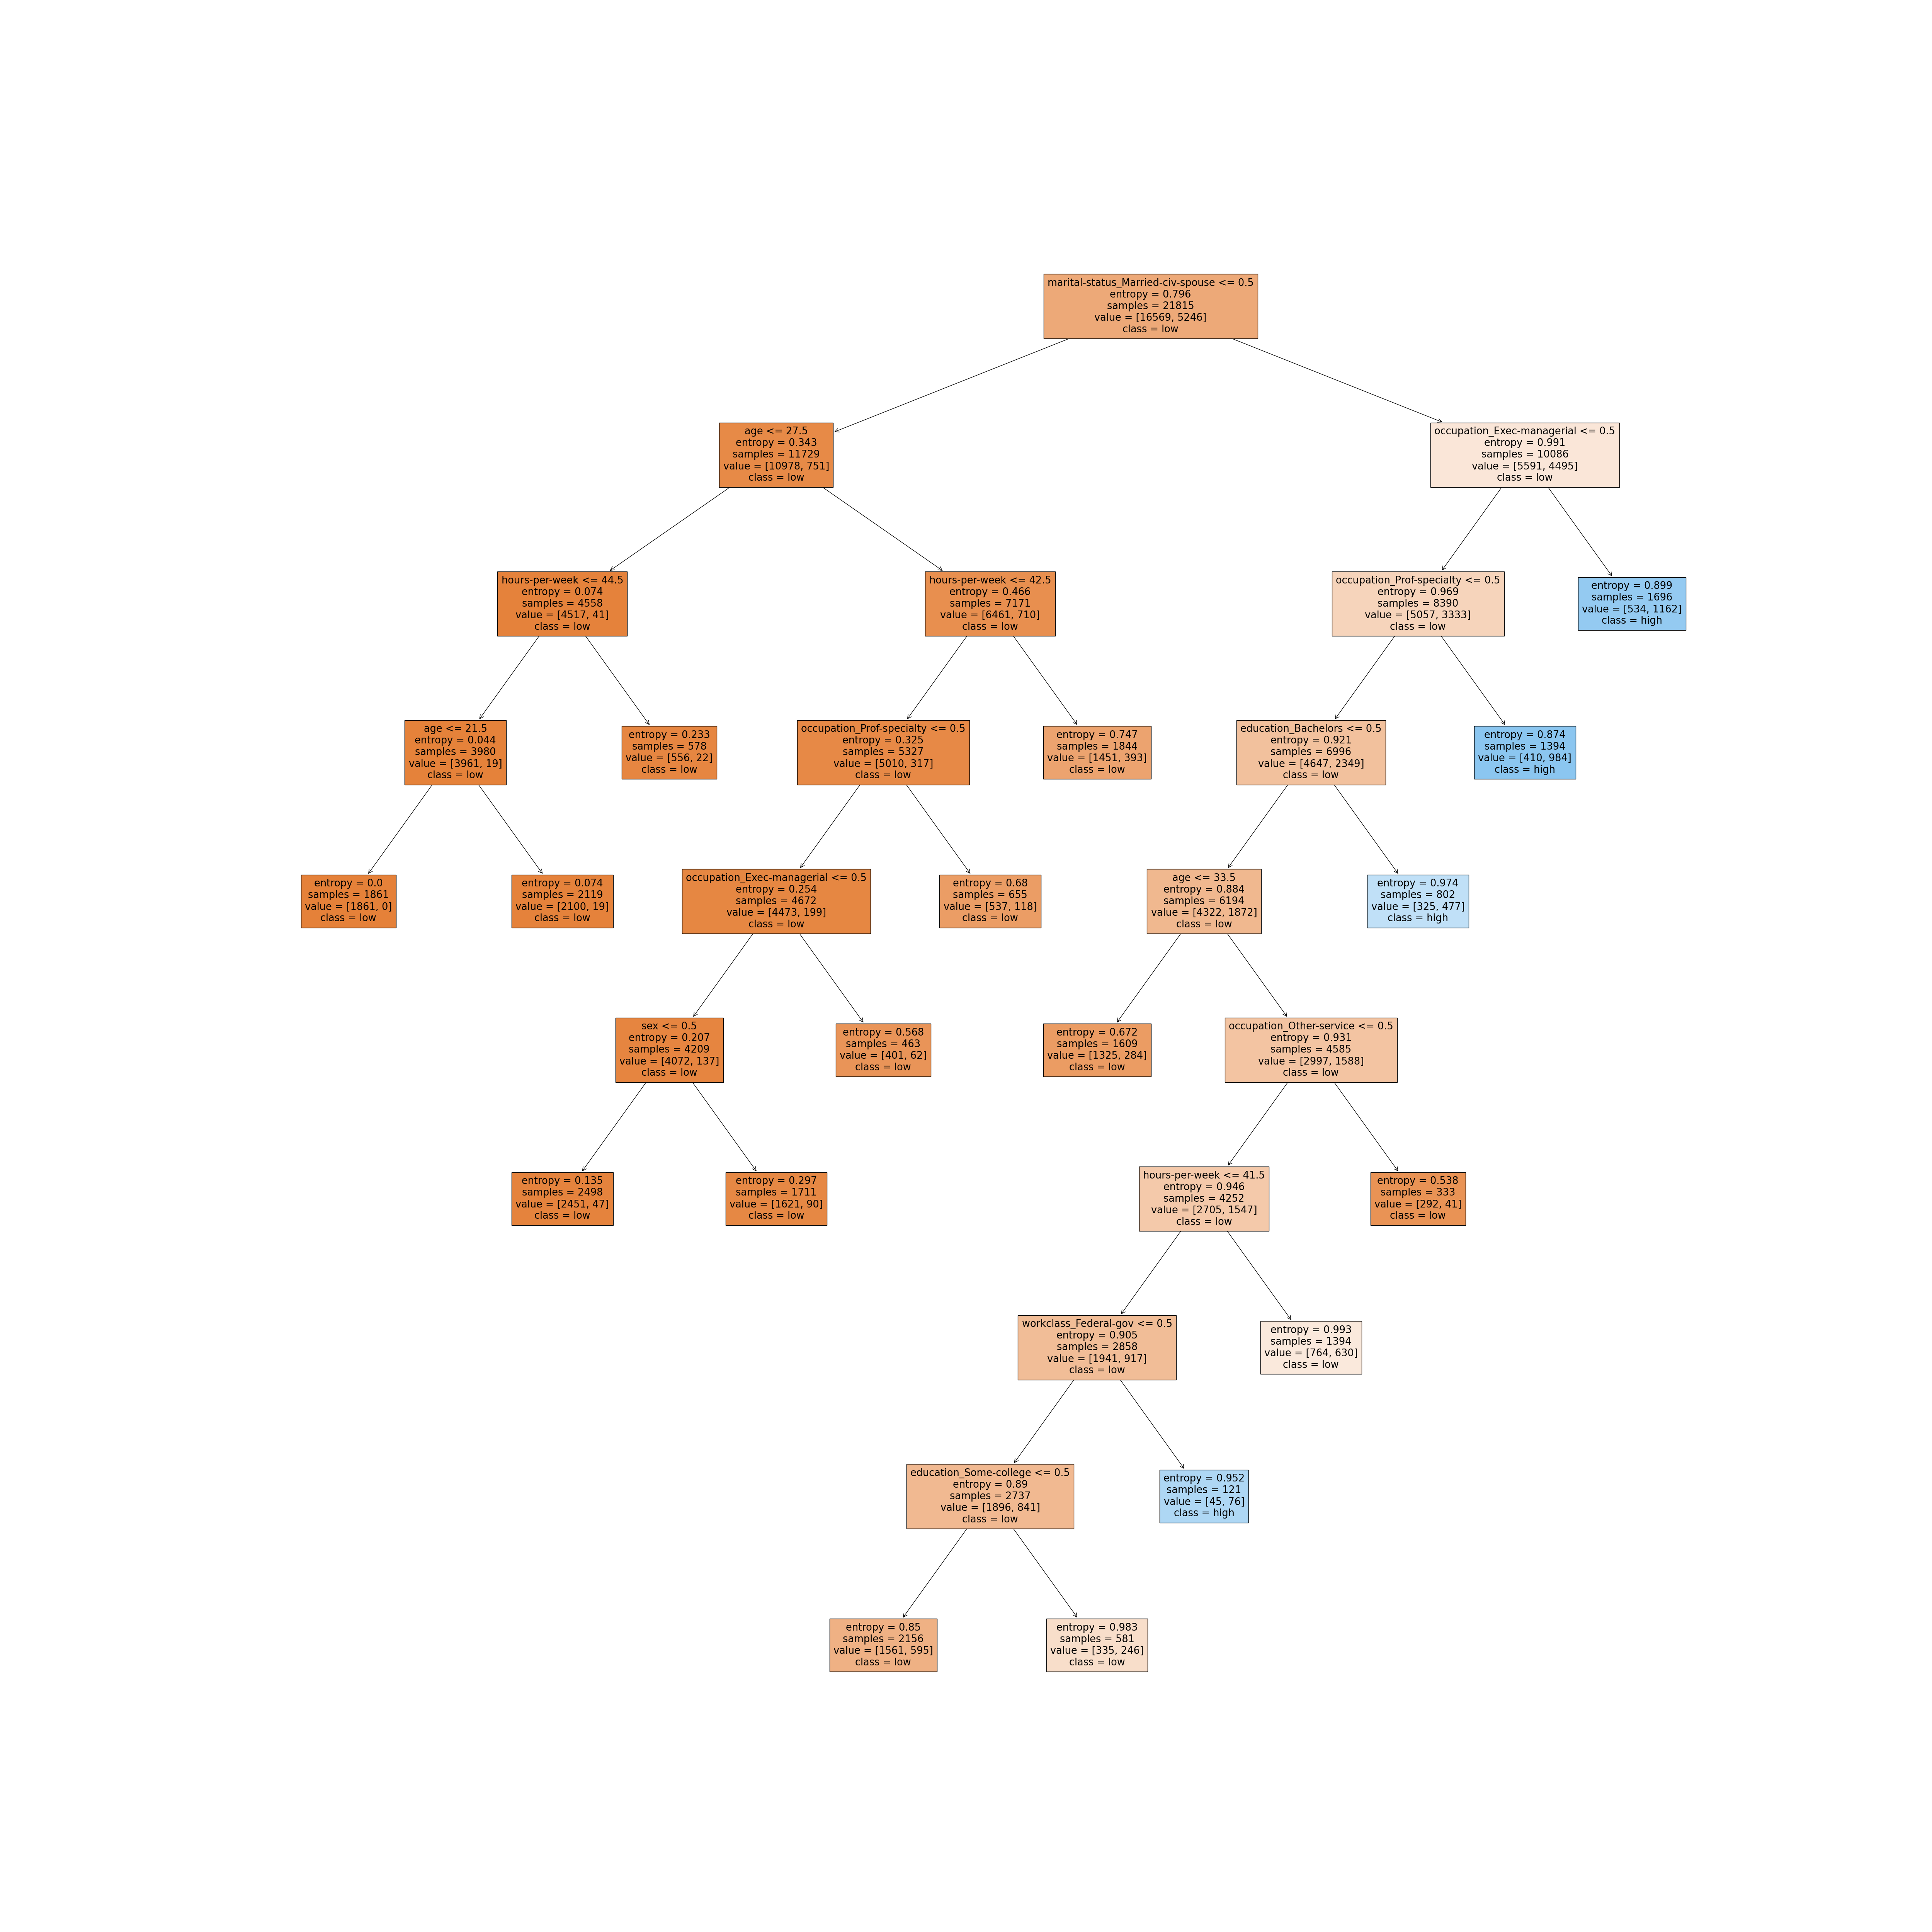 marital-status_Married-civ-spouse <= 0.5
entropy = 0.796
samples = 21815
value = [16569, 5246]
class = low
age <= 27.5
entropy = 0.343
samples = 11729
value = [10978, 751]
class = low
occupation_Exec-managerial <= 0.5
entropy = 0.991
samples = 10086
value = [5591, 4495]
class = low
hours-per-week <= 44.5
entropy = 0.074
samples = 4558
value = [4517, 41]
class = low
hours-per-week <= 42.5
entropy = 0.466
samples = 7171
value = [6461, 710]
class = low
occupation_Prof-specialty <= 0.5
entropy = 0.969
samples = 8390
value = [5057, 3333]
class = low
entropy = 0.899
samples = 1696
value = [534, 1162]
class = high
age <= 21.5
entropy = 0.044
samples = 3980
value = [3961, 19]
class = low
entropy = 0.233
samples = 578
value = [556, 22]
class = low
occupation_Prof-specialty <= 0.5
entropy = 0.325
samples = 5327
value = [5010, 317]
class = low
entropy = 0.747
samples = 1844
value = [1451, 393]
class = low
education_Bachelors <= 0.5
entropy = 0.921
samples = 6996
value = [4647, 2349]
class = low
entropy = 0.874
samples = 1394
value = [410, 984]
class = high
entropy = 0.0
samples = 1861
value = [1861, 0]
class = low
entropy = 0.074
samples = 2119
value = [2100, 19]
class = low
occupation_Exec-managerial <= 0.5
entropy = 0.254
samples = 4672
value = [4473, 199]
class = low
entropy = 0.68
samples = 655
value = [537, 118]
class = low
age <= 33.5
entropy = 0.884
samples = 6194
value = [4322, 1872]
class = low
entropy = 0.974
samples = 802
value = [325, 477]
class = high
sex <= 0.5
entropy = 0.207
samples = 4209
value = [4072, 137]
class = low
entropy = 0.568
samples = 463
value = [401, 62]
class = low
entropy = 0.672
samples = 1609
value = [1325, 284]
class = low
occupation_Other-service <= 0.5
entropy = 0.931
samples = 4585
value = [2997, 1588]
class = low
entropy = 0.135
samples = 2498
value = [2451, 47]
class = low
entropy = 0.297
samples = 1711
value = [1621, 90]
class = low
hours-per-week <= 41.5
entropy = 0.946
samples = 4252
value = [2705, 1547]
class = low
entropy = 0.538
samples = 333
value = [292, 41]
class = low
workclass_Federal-gov <= 0.5
entropy = 0.905
samples = 2858
value = [1941, 917]
class = low
entropy = 0.993
samples = 1394
value = [764, 630]
class = low
education_Some-college <= 0.5
entropy = 0.89
samples = 2737
value = [1896, 841]
class = low
entropy = 0.952
samples = 121
value = [45, 76]
class = high
entropy = 0.85
samples = 2156
value = [1561, 595]
class = low
entropy = 0.983
samples = 581
value = [335, 246]
class = low